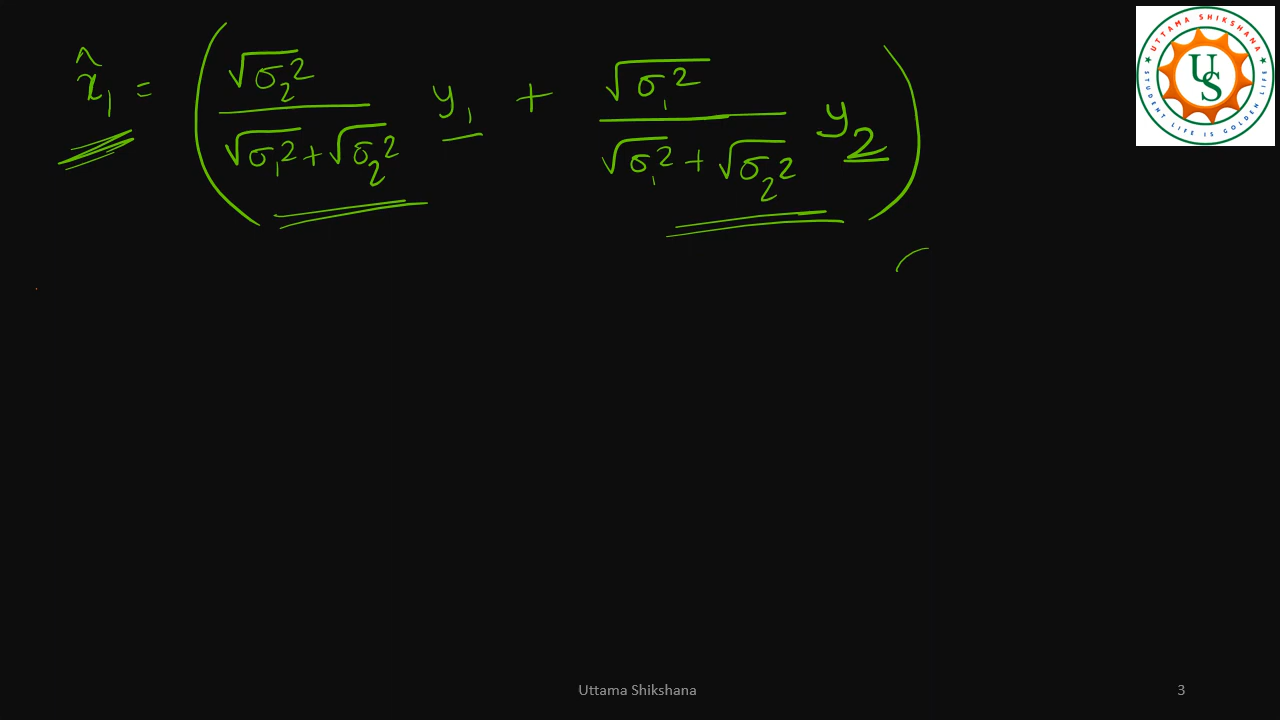 x̂₁ = ( √σ₂² / (√σ₁² + √σ₂²) y₁ + √σ₁² / (√σ₁² + √σ₂²) y₂ )
UTTAMA SHIKSHANA
US
STUDENT LIFE IS GOLDEN LIFE
Uttama Shikshana
3